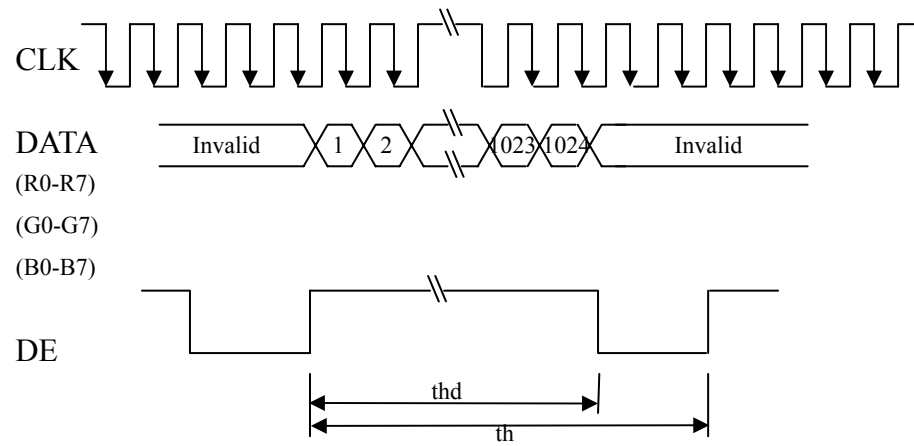 CLK
DATA Invalid 1 2 1023 1024 Invalid
(R0-R7)
(G0-G7)
(B0-B7)
DE
thd
th